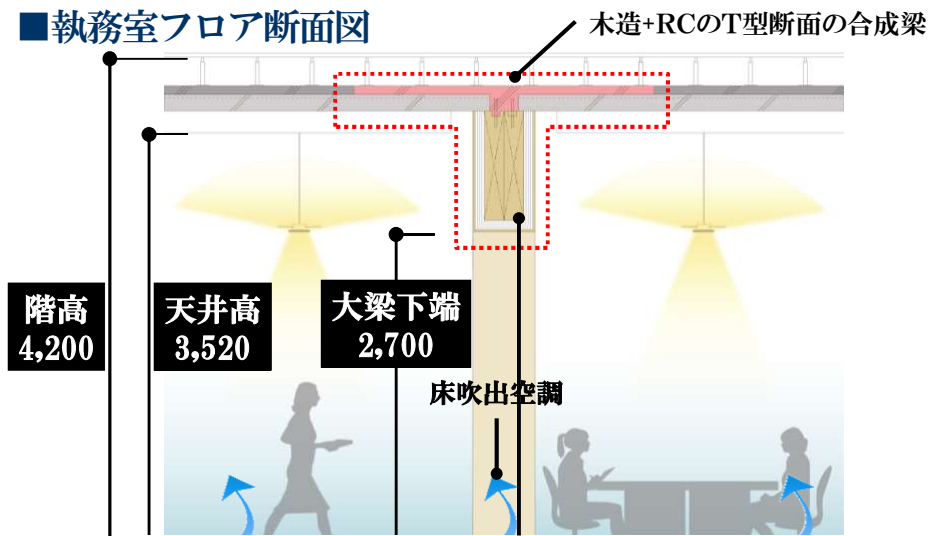 ■執務室フロア断面図
木造+RCのT型断面の合成梁
階高
4,200
天井高
3,520
大梁下端
2,700
床吹出空調